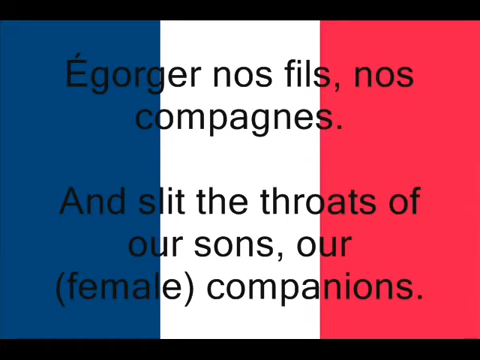 Égorger nos fils, nos
compagnes.
And slit the throats of
our sons, our
(female) companions.